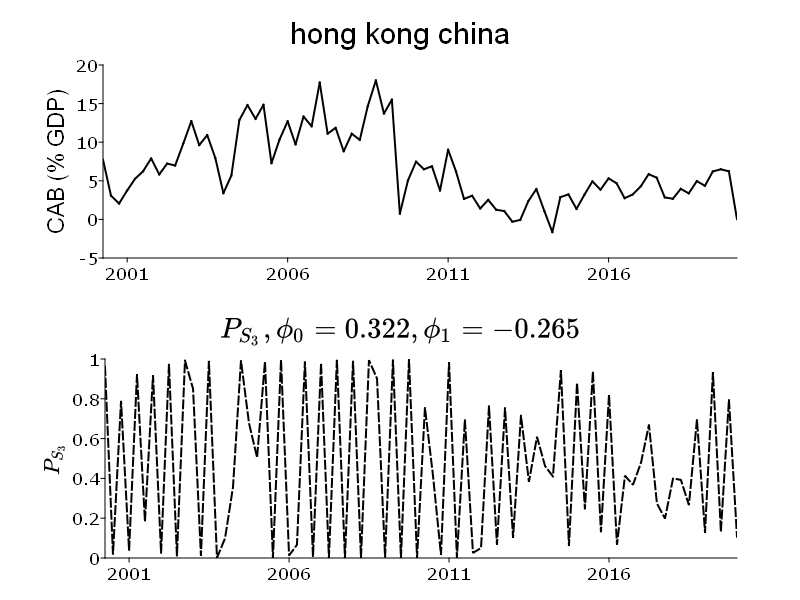 hong kong china
CAB (% GDP)
20
15
10
5
0
-5
2001 2006 2011 2016
P_{S_3}, ϕ_0 = 0.322, ϕ_1 = −0.265
P_{S_3}
1
0.8
0.6
0.4
0.2
0
2001 2006 2011 2016